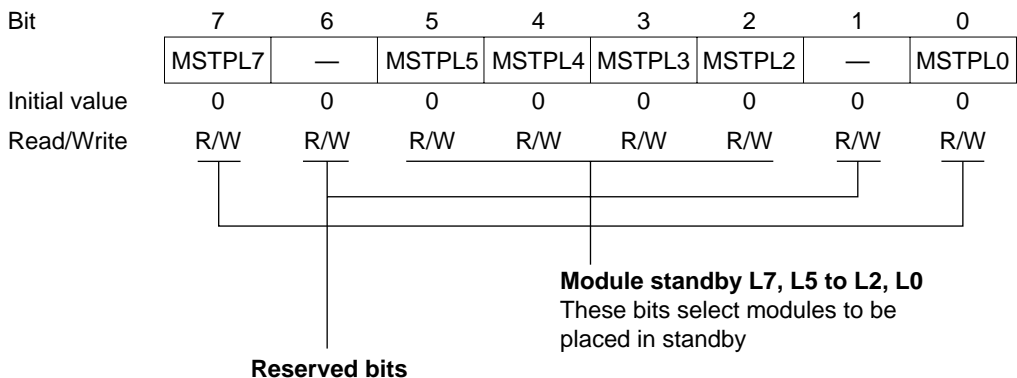 Bit 7 6 5 4 3 2 1 0
MSTPL7 — MSTPL5 MSTPL4 MSTPL3 MSTPL2 — MSTPL0
Initial value 0 0 0 0 0 0 0 0
Read/Write R/W R/W R/W R/W R/W R/W R/W R/W
Module standby L7, L5 to L2, L0
These bits select modules to be
placed in standby
Reserved bits